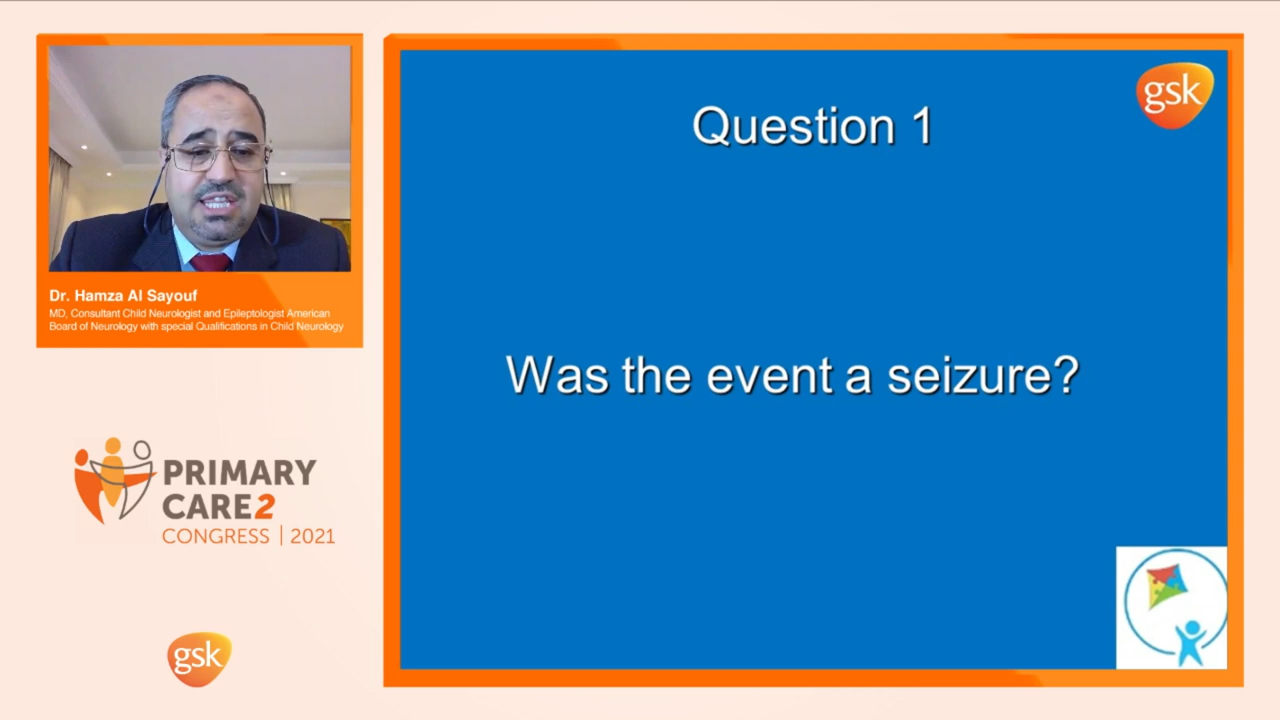 Dr. Hamza Al Sayouf
MD, Consultant Child Neurologist and Epileptologist American
Board of Neurology with special Qualifications in Child Neurology
PRIMARY
CARE2
CONGRESS | 2021
gsk
gsk
Question 1
Was the event a seizure?